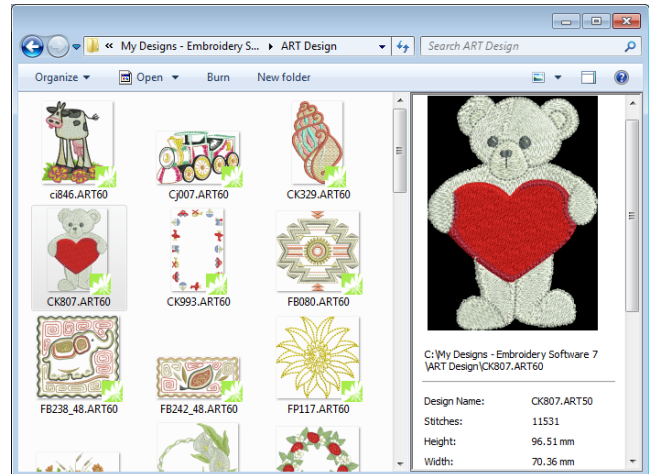 « My Designs - Embroidery S... ▸ ART Design
Search ART Design
Organize ▾ Open ▾ Burn New folder
ci846.ART60 Cj007.ART60 CK329.ART60
CK807.ART60 CK993.ART60 FB080.ART60
FB238_48.ART60 FB242_48.ART60 FP117.ART60
C:\My Designs - Embroidery Software 7
\ART Design\CK807.ART60
Design Name: CK807.ART50
Stitches: 11531
Height: 96.51 mm
Width: 70.36 mm